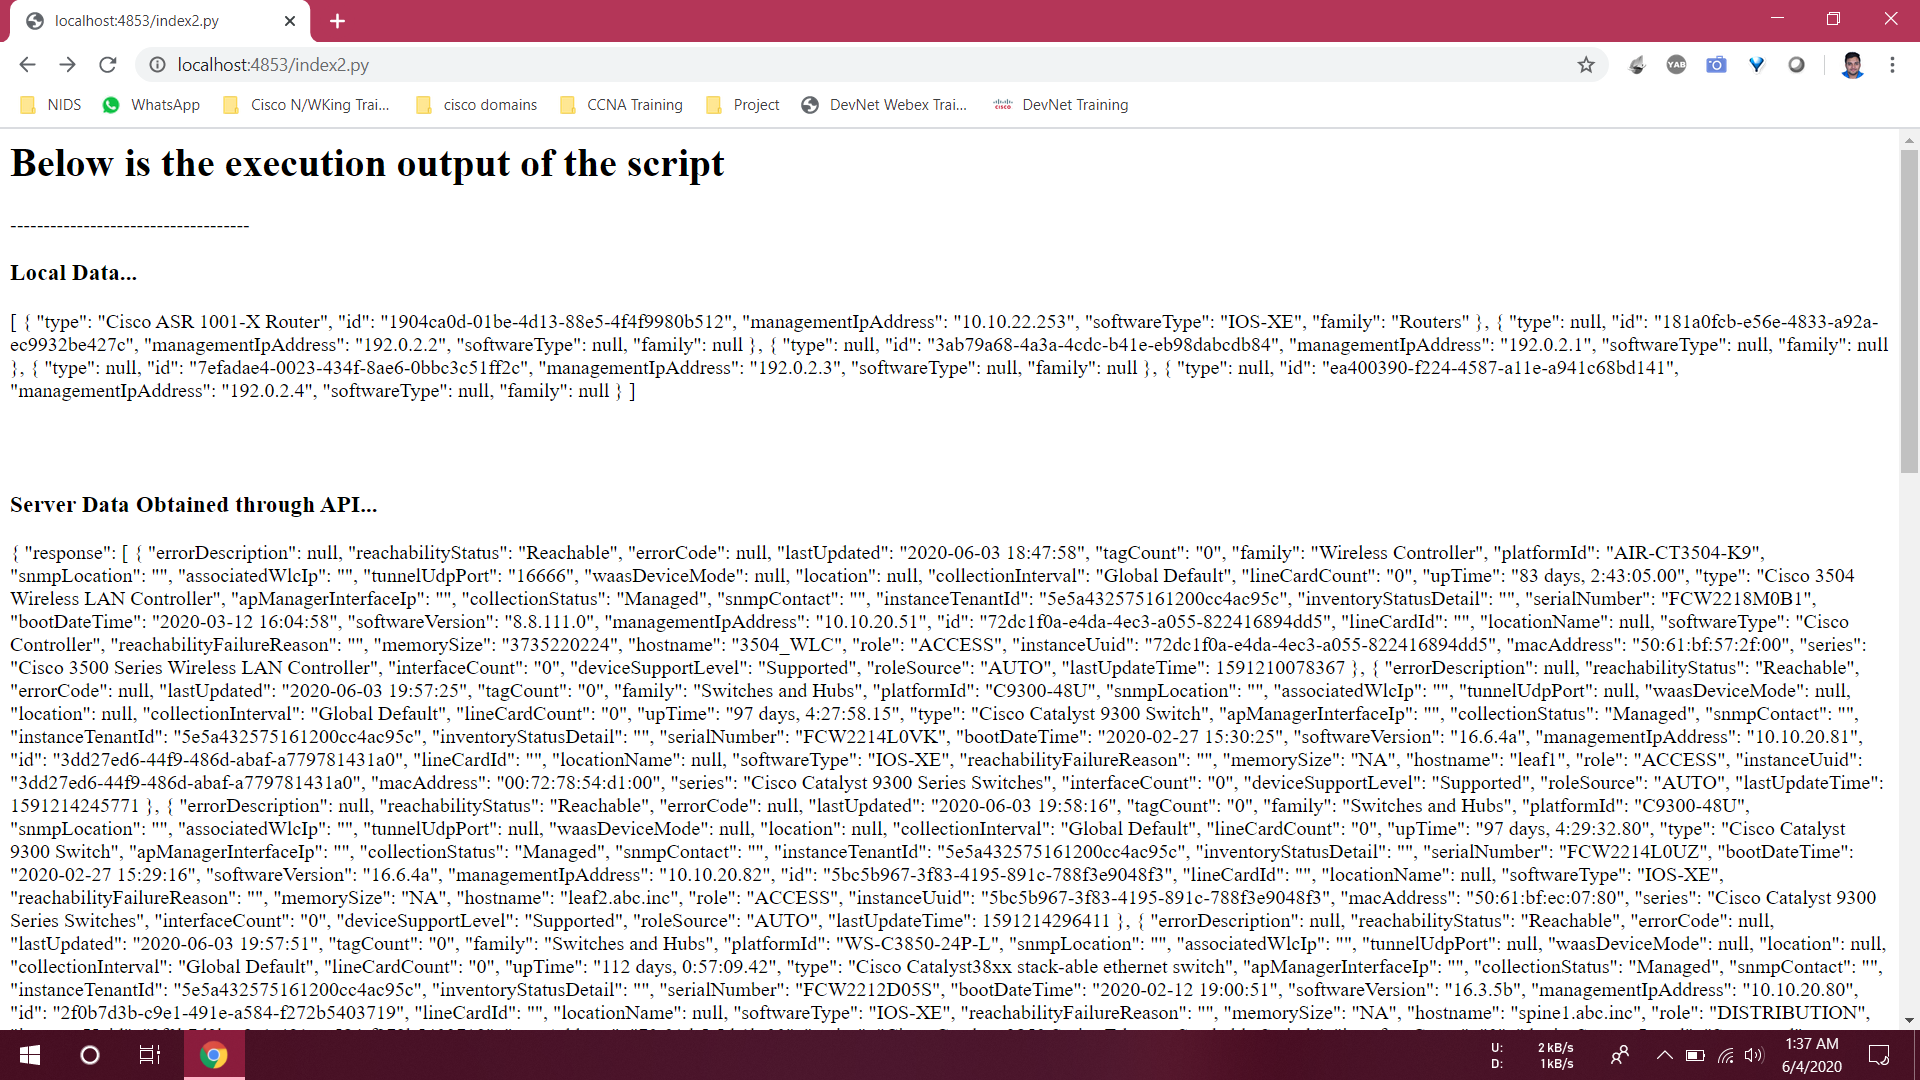 localhost:4853/index2.py
localhost:4853/index2.py
YAB
NIDS
WhatsApp
Cisco N/WKing Trai...
cisco domains
CCNA Training
Project
DevNet Webex Trai...
DevNet Training
Below is the execution output of the script
------------------------------------
Local Data...
[ { "type": "Cisco ASR 1001-X Router", "id": "1904ca0d-01be-4d13-88e5-4f4f9980b512", "managementIpAddress": "10.10.22.253", "softwareType": "IOS-XE", "family": "Routers" }, { "type": null, "id": "181a0fcb-e56e-4833-a92a-
ec9932be427c", "managementIpAddress": "192.0.2.2", "softwareType": null, "family": null }, { "type": null, "id": "3ab79a68-4a3a-4cdc-b41e-eb98dabcdb84", "managementIpAddress": "192.0.2.1", "softwareType": null, "family": null
}, { "type": null, "id": "7efadae4-0023-434f-8ae6-0bbc3c51ff2c", "managementIpAddress": "192.0.2.3", "softwareType": null, "family": null }, { "type": null, "id": "ea400390-f224-4587-a11e-a941c68bd141",
"managementIpAddress": "192.0.2.4", "softwareType": null, "family": null } ]
Server Data Obtained through API...
{ "response": [ { "errorDescription": null, "reachabilityStatus": "Reachable", "errorCode": null, "lastUpdated": "2020-06-03 18:47:58", "tagCount": "0", "family": "Wireless Controller", "platformId": "AIR-CT3504-K9",
"snmpLocation": "", "associatedWlcIp": "", "tunnelUdpPort": "16666", "waasDeviceMode": null, "location": null, "collectionInterval": "Global Default", "lineCardCount": "0", "upTime": "83 days, 2:43:05.00", "type": "Cisco 3504
Wireless LAN Controller", "apManagerInterfaceIp": "", "collectionStatus": "Managed", "snmpContact": "", "instanceTenantId": "5e5a432575161200cc4ac95c", "inventoryStatusDetail": "", "serialNumber": "FCW2218M0B1",
"bootDateTime": "2020-03-12 16:04:58", "softwareVersion": "8.8.111.0", "managementIpAddress": "10.10.20.51", "id": "72dc1f0a-e4da-4ec3-a055-822416894dd5", "lineCardId": "", "locationName": null, "softwareType": "Cisco
Controller", "reachabilityFailureReason": "", "memorySize": "3735220224", "hostname": "3504_WLC", "role": "ACCESS", "instanceUuid": "72dc1f0a-e4da-4ec3-a055-822416894dd5", "macAddress": "50:61:bf:57:2f:00", "series":
"Cisco 3500 Series Wireless LAN Controller", "interfaceCount": "0", "deviceSupportLevel": "Supported", "roleSource": "AUTO", "lastUpdateTime": 1591210078367 }, { "errorDescription": null, "reachabilityStatus": "Reachable",
"errorCode": null, "lastUpdated": "2020-06-03 19:57:25", "tagCount": "0", "family": "Switches and Hubs", "platformId": "C9300-48U", "snmpLocation": "", "associatedWlcIp": "", "tunnelUdpPort": null, "waasDeviceMode": null,
"location": null, "collectionInterval": "Global Default", "lineCardCount": "0", "upTime": "97 days, 4:27:58.15", "type": "Cisco Catalyst 9300 Switch", "apManagerInterfaceIp": "", "collectionStatus": "Managed", "snmpContact": "",
"instanceTenantId": "5e5a432575161200cc4ac95c", "inventoryStatusDetail": "", "serialNumber": "FCW2214L0VK", "bootDateTime": "2020-02-27 15:30:25", "softwareVersion": "16.6.4a", "managementIpAddress": "10.10.20.81",
"id": "3dd27ed6-44f9-486d-abaf-a779781431a0", "lineCardId": "", "locationName": null, "softwareType": "IOS-XE", "reachabilityFailureReason": "", "memorySize": "NA", "hostname": "leaf1", "role": "ACCESS", "instanceUuid":
"3dd27ed6-44f9-486d-abaf-a779781431a0", "macAddress": "00:72:78:54:d1:00", "series": "Cisco Catalyst 9300 Series Switches", "interfaceCount": "0", "deviceSupportLevel": "Supported", "roleSource": "AUTO", "lastUpdateTime":
1591214245771 }, { "errorDescription": null, "reachabilityStatus": "Reachable", "errorCode": null, "lastUpdated": "2020-06-03 19:58:16", "tagCount": "0", "family": "Switches and Hubs", "platformId": "C9300-48U",
"snmpLocation": "", "associatedWlcIp": "", "tunnelUdpPort": null, "waasDeviceMode": null, "location": null, "collectionInterval": "Global Default", "lineCardCount": "0", "upTime": "97 days, 4:29:32.80", "type": "Cisco Catalyst
9300 Switch", "apManagerInterfaceIp": "", "collectionStatus": "Managed", "snmpContact": "", "instanceTenantId": "5e5a432575161200cc4ac95c", "inventoryStatusDetail": "", "serialNumber": "FCW2214L0UZ", "bootDateTime":
"2020-02-27 15:29:16", "softwareVersion": "16.6.4a", "managementIpAddress": "10.10.20.82", "id": "5bc5b967-3f83-4195-891c-788f3e9048f3", "lineCardId": "", "locationName": null, "softwareType": "IOS-XE",
"reachabilityFailureReason": "", "memorySize": "NA", "hostname": "leaf2.abc.inc", "role": "ACCESS", "instanceUuid": "5bc5b967-3f83-4195-891c-788f3e9048f3", "macAddress": "50:61:bf:ec:07:80", "series": "Cisco Catalyst 9300
Series Switches", "interfaceCount": "0", "deviceSupportLevel": "Supported", "roleSource": "AUTO", "lastUpdateTime": 1591214296411 }, { "errorDescription": null, "reachabilityStatus": "Reachable", "errorCode": null,
"lastUpdated": "2020-06-03 19:57:51", "tagCount": "0", "family": "Switches and Hubs", "platformId": "WS-C3850-24P-L", "snmpLocation": "", "associatedWlcIp": "", "tunnelUdpPort": null, "waasDeviceMode": null, "location": null,
"collectionInterval": "Global Default", "lineCardCount": "0", "upTime": "112 days, 0:57:09.42", "type": "Cisco Catalyst38xx stack-able ethernet switch", "apManagerInterfaceIp": "", "collectionStatus": "Managed", "snmpContact": "",
"instanceTenantId": "5e5a432575161200cc4ac95c", "inventoryStatusDetail": "", "serialNumber": "FCW2212D05S", "bootDateTime": "2020-02-12 19:00:51", "softwareVersion": "16.3.5b", "managementIpAddress": "10.10.20.80",
"id": "2f0b7d3b-c9e1-491e-a584-f272b5403719", "lineCardId": "", "locationName": null, "softwareType": "IOS-XE", "reachabilityFailureReason": "", "memorySize": "NA", "hostname": "spine1.abc.inc", "role": "DISTRIBUTION",
U: 2 kB/s
D: 1 kB/s
1:37 AM
6/4/2020